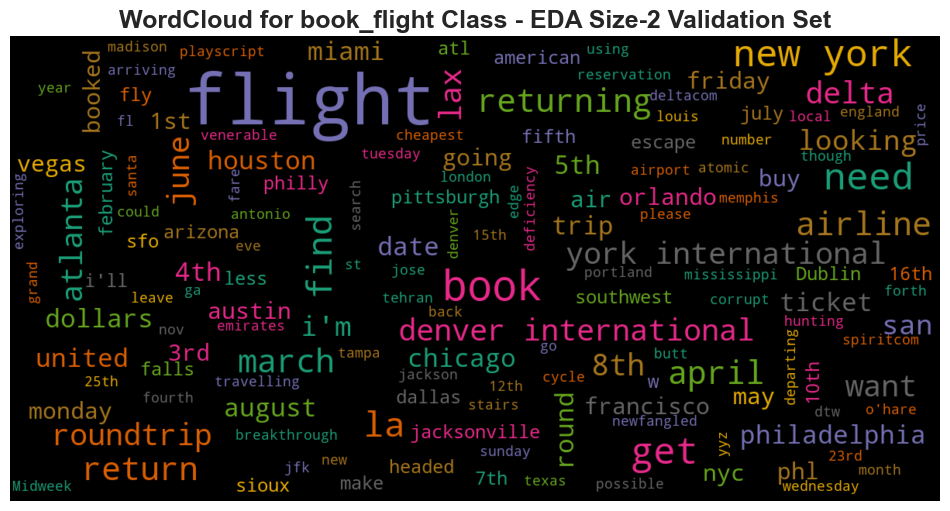 WordCloud for book_flight Class - EDA Size-2 Validation Set
madison
playscript
miami
atl
american
using
new york
arriving
booked
flight
lax
reservation
friday
delta
year
fly
returning
deltacom
fl
1st
venerable
cheapest
louis
july
local
england
price
fifth
escape
number
looking
vegas
february
santa
june
houston
tuesday
going
5th
airport
atomic
though
need
philly
london
edge
deficiency
buy
exploring
atlanta
could
fare
search
pittsburgh
air
orlando
memphis
antonio
denver
please
sfo
arizona
eve
find
date
15th
trip
airline
york international
grand
i'll
4th
less
st
jose
book
portland
mississippi
Dublin
16th
leave
ga
tehran
southwest
corrupt
forth
ticket
dollars
austin
i'm
back
emirates
denver international
hunting
san
nov
spiritcom
united
3rd
march
tampa
chicago
go
butt
falls
8th
april
departing
25th
travelling
jackson
cycle
w
10th
want
fourth
12th
may
monday
august
dallas
stairs
round
francisco
dtw
o'hare
la
newfangled
roundtrip
breakthrough
jacksonville
yyz
philadelphia
sunday
get
23rd
return
new
headed
jfk
nyc
phl
month
Midweek
sioux
make
7th
texas
possible
wednesday